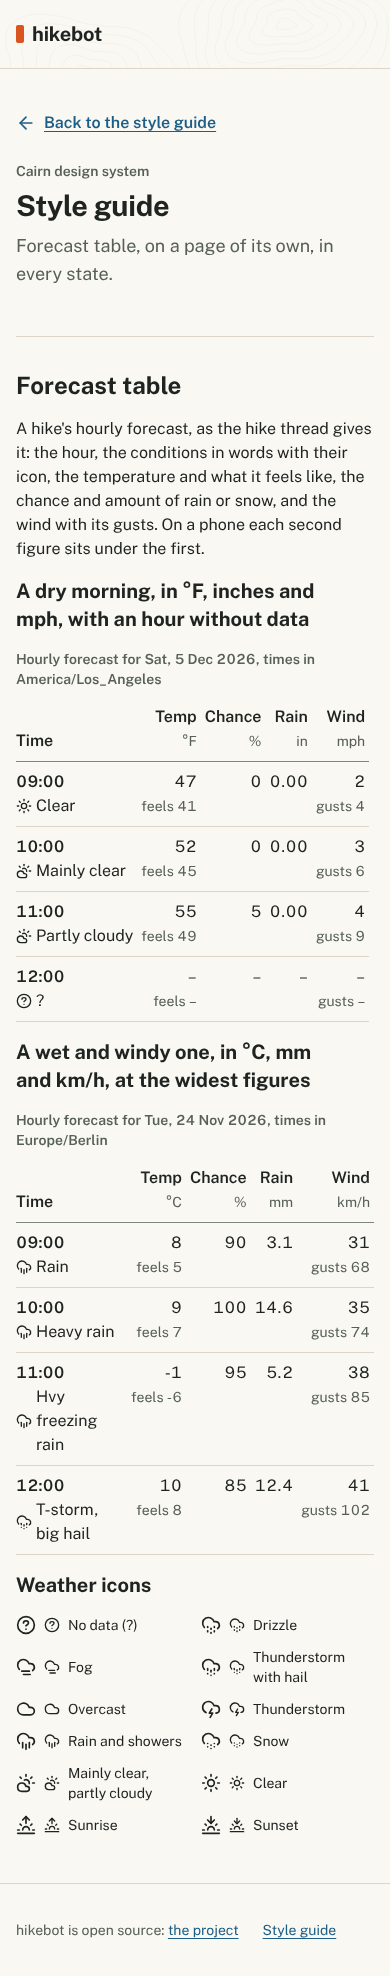 hikebot
Back to the style guide
Cairn design system
Style guide
Forecast table, on a page of its own, in
every state.
Forecast table
A hike's hourly forecast, as the hike thread gives
it: the hour, the conditions in words with their
icon, the temperature and what it feels like, the
chance and amount of rain or snow, and the
wind with its gusts. On a phone each second
figure sits under the first.
A dry morning, in °F, inches and
mph, with an hour without data
Hourly forecast for Sat, 5 Dec 2026, times in
America/Los_Angeles
Temp Chance Rain Wind
Time °F % in mph
09:00 47 0 0.00 2
Clear feels 41 gusts 4
10:00 52 0 0.00 3
Mainly clear feels 45 gusts 6
11:00 55 5 0.00 4
Partly cloudy feels 49 gusts 9
12:00 – – – –
? feels – gusts –
A wet and windy one, in °C, mm
and km/h, at the widest figures
Hourly forecast for Tue, 24 Nov 2026, times in
Europe/Berlin
Temp Chance Rain Wind
Time °C % mm km/h
09:00 8 90 3.1 31
Rain feels 5 gusts 68
10:00 9 100 14.6 35
Heavy rain feels 7 gusts 74
11:00 -1 95 5.2 38
Hvy feels -6 gusts 85
freezing
rain
12:00 10 85 12.4 41
T-storm, feels 8 gusts 102
big hail
Weather icons
No data (?) Drizzle
Fog Thunderstorm
with hail
Overcast Thunderstorm
Rain and showers Snow
Mainly clear,
partly cloudy Clear
Sunrise Sunset
hikebot is open source: the project Style guide